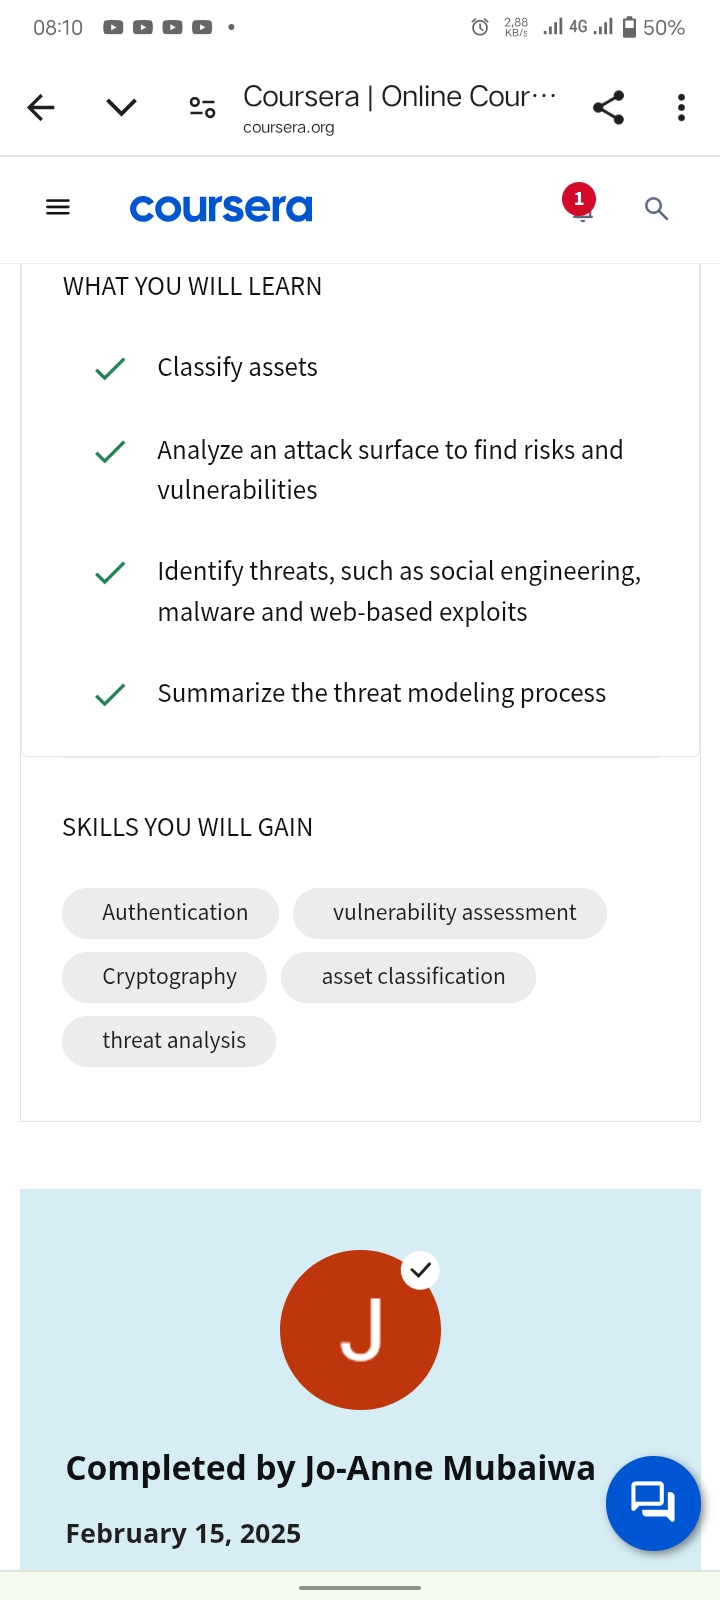 08:10
2,88
KB/s
4G
50%
Coursera | Online Cour···
coursera.org
coursera
1
WHAT YOU WILL LEARN
Classify assets
Analyze an attack surface to find risks and
vulnerabilities
Identify threats, such as social engineering,
malware and web-based exploits
Summarize the threat modeling process
SKILLS YOU WILL GAIN
Authentication
vulnerability assessment
Cryptography
asset classification
threat analysis
J
Completed by Jo-Anne Mubaiwa
February 15, 2025